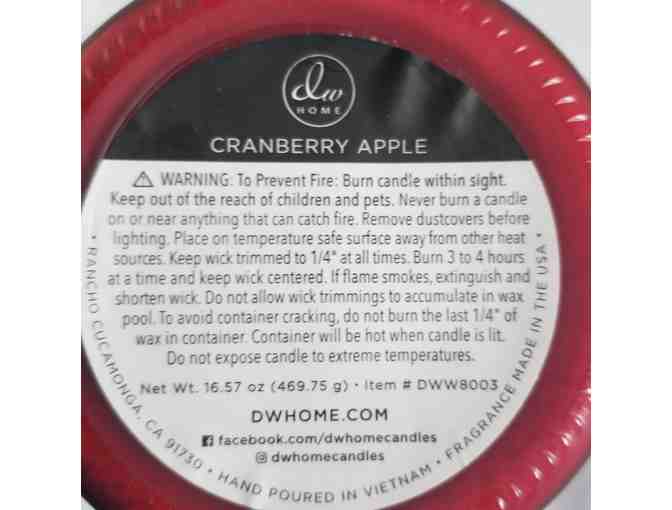 dw
HOME
CRANBERRY APPLE
⚠ WARNING: To Prevent Fire: Burn candle within sight.
Keep out of the reach of children and pets. Never burn a candle
on or near anything that can catch fire. Remove dustcovers before
lighting. Place on temperature safe surface away from other heat
sources. Keep wick trimmed to 1/4" at all times. Burn 3 to 4 hours
at a time and keep wick centered. If flame smokes, extinguish and
shorten wick. Do not allow wick trimmings to accumulate in wax
pool. To avoid container cracking, do not burn the last 1/4" of
wax in container. Container will be hot when candle is lit.
Do not expose candle to extreme temperatures.
Net Wt. 16.57 oz (469.75 g) • Item # DWW8003
DWHOME.COM
facebook.com/dwhomecandles
dwhomecandles
• RANCHO CUCAMONGA, CA 91730 • HAND POURED IN VIETNAM • FRAGRANCE MADE IN THE USA •